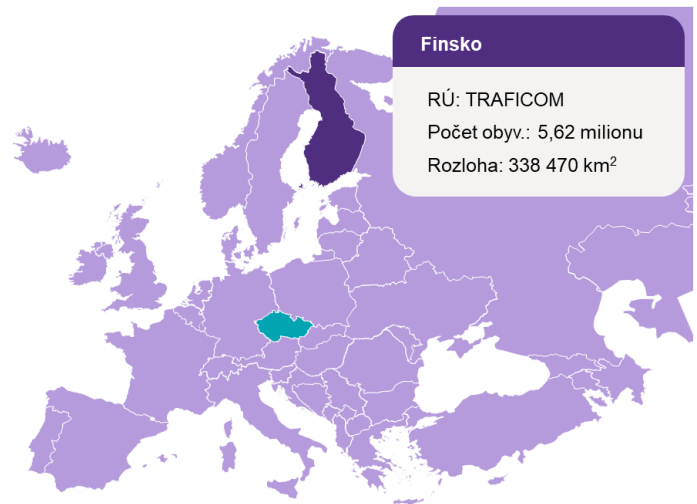 Finsko
RÚ: TRAFICOM
Počet obyv.: 5,62 milionu
Rozloha: 338 470 km²